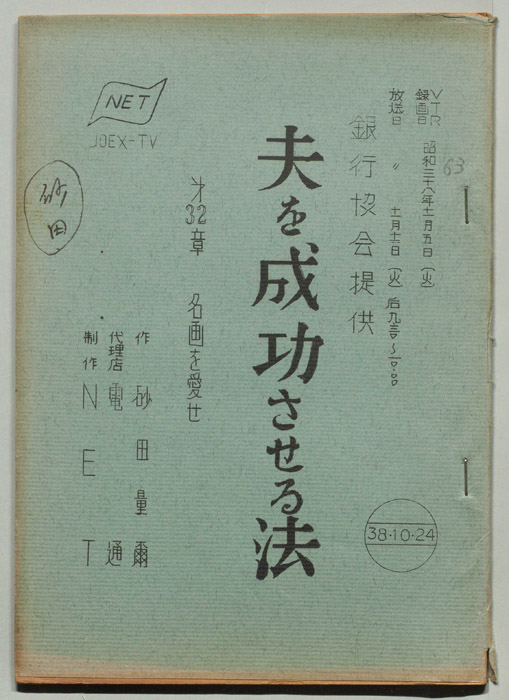 VTR
録画日 昭和三十八年十一月五日(火)
放送日 〃 十一月十二日(火)后九・三〇〜一〇・〇〇
63
銀行協会提供
夫を成功させる法
才32章 名画を愛せ
作 砂田量爾
代理店 電通
制作 NET
NET
JOEX-TV
砂田
38・10・24